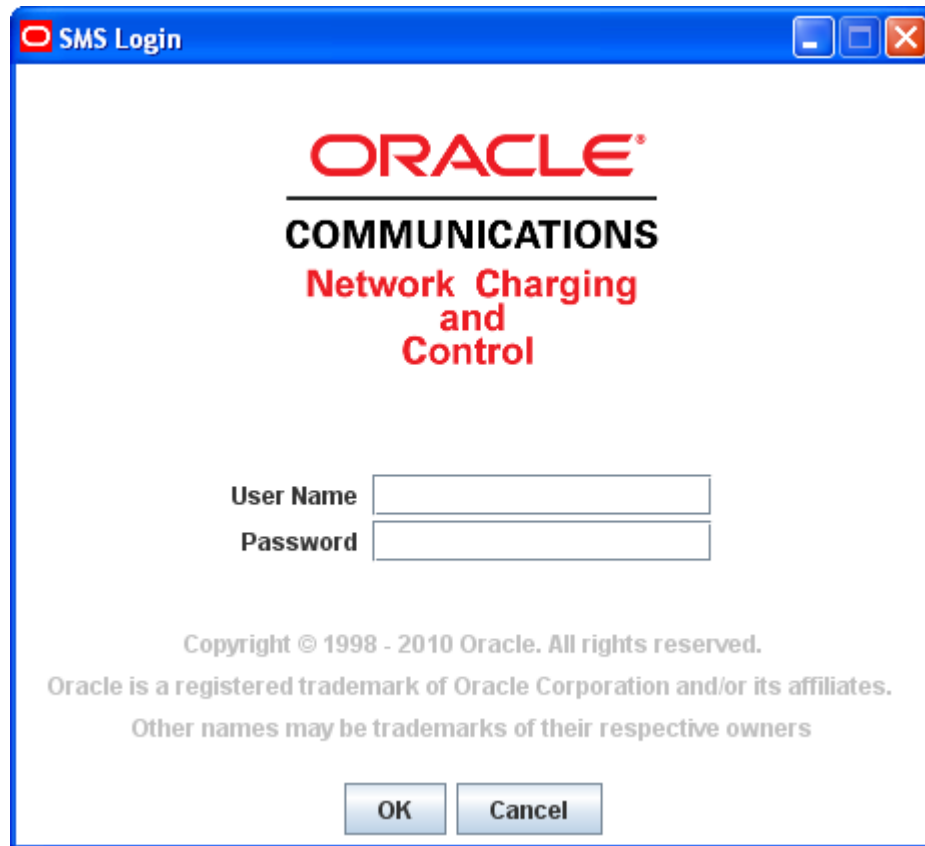 SMS Login
ORACLE®
COMMUNICATIONS
Network Charging
and
Control
User Name
Password
Copyright © 1998 - 2010 Oracle. All rights reserved.
Oracle is a registered trademark of Oracle Corporation and/or its affiliates.
Other names may be trademarks of their respective owners
OK Cancel